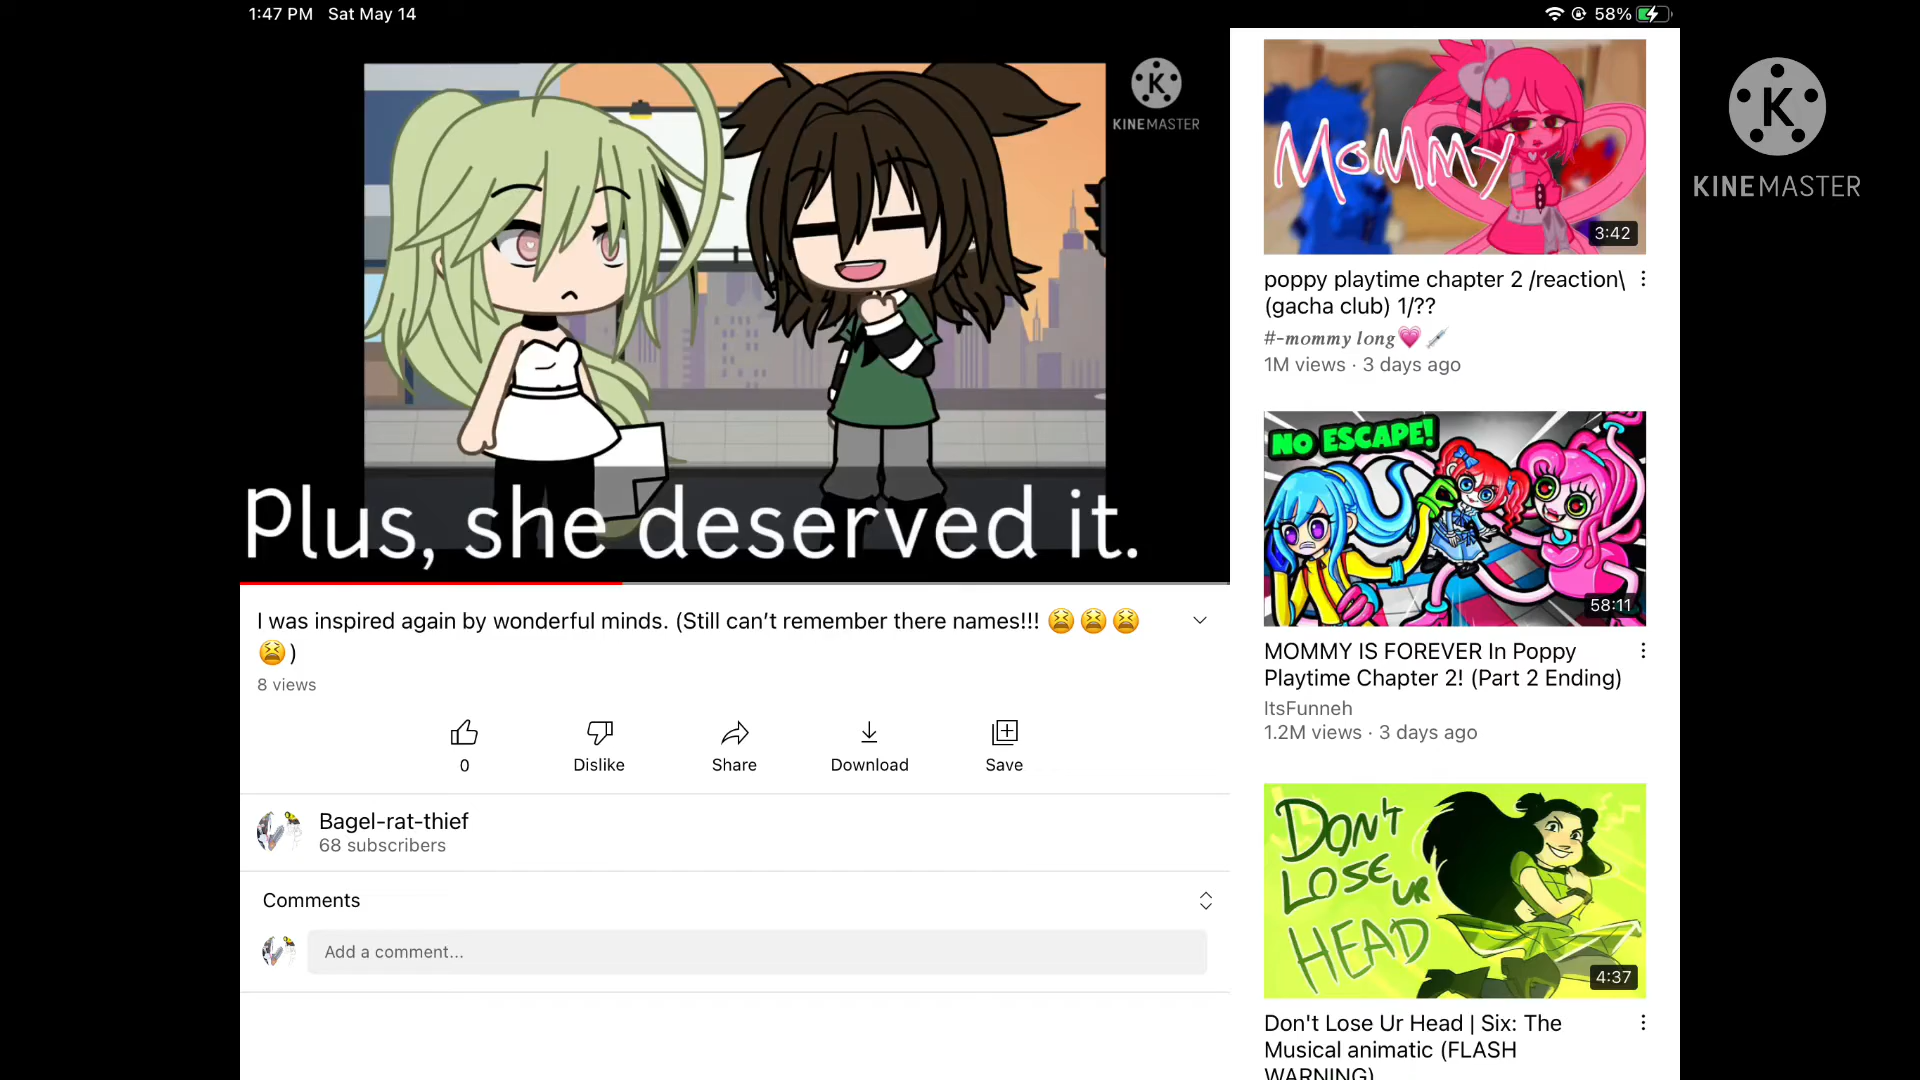 1:47 PM Sat May 14
58%
K
KINEMASTER
Plus, she deserved it.
I was inspired again by wonderful minds. (Still can’t remember there names!!! 😫😫😫
😫)
8 views
0
Dislike
Share
Download
Save
Bagel-rat-thief
68 subscribers
Comments
Add a comment...
MOMMY
3:42
poppy playtime chapter 2 /reaction\
(gacha club) 1/??
#-mommy long💗💉
1M views · 3 days ago
NO ESCAPE!
58:11
MOMMY IS FOREVER In Poppy
Playtime Chapter 2! (Part 2 Ending)
ItsFunneh
1.2M views · 3 days ago
DON'T
LOSE UR
HEAD
4:37
Don't Lose Ur Head | Six: The
Musical animatic (FLASH
WARNING)
K
KINEMASTER